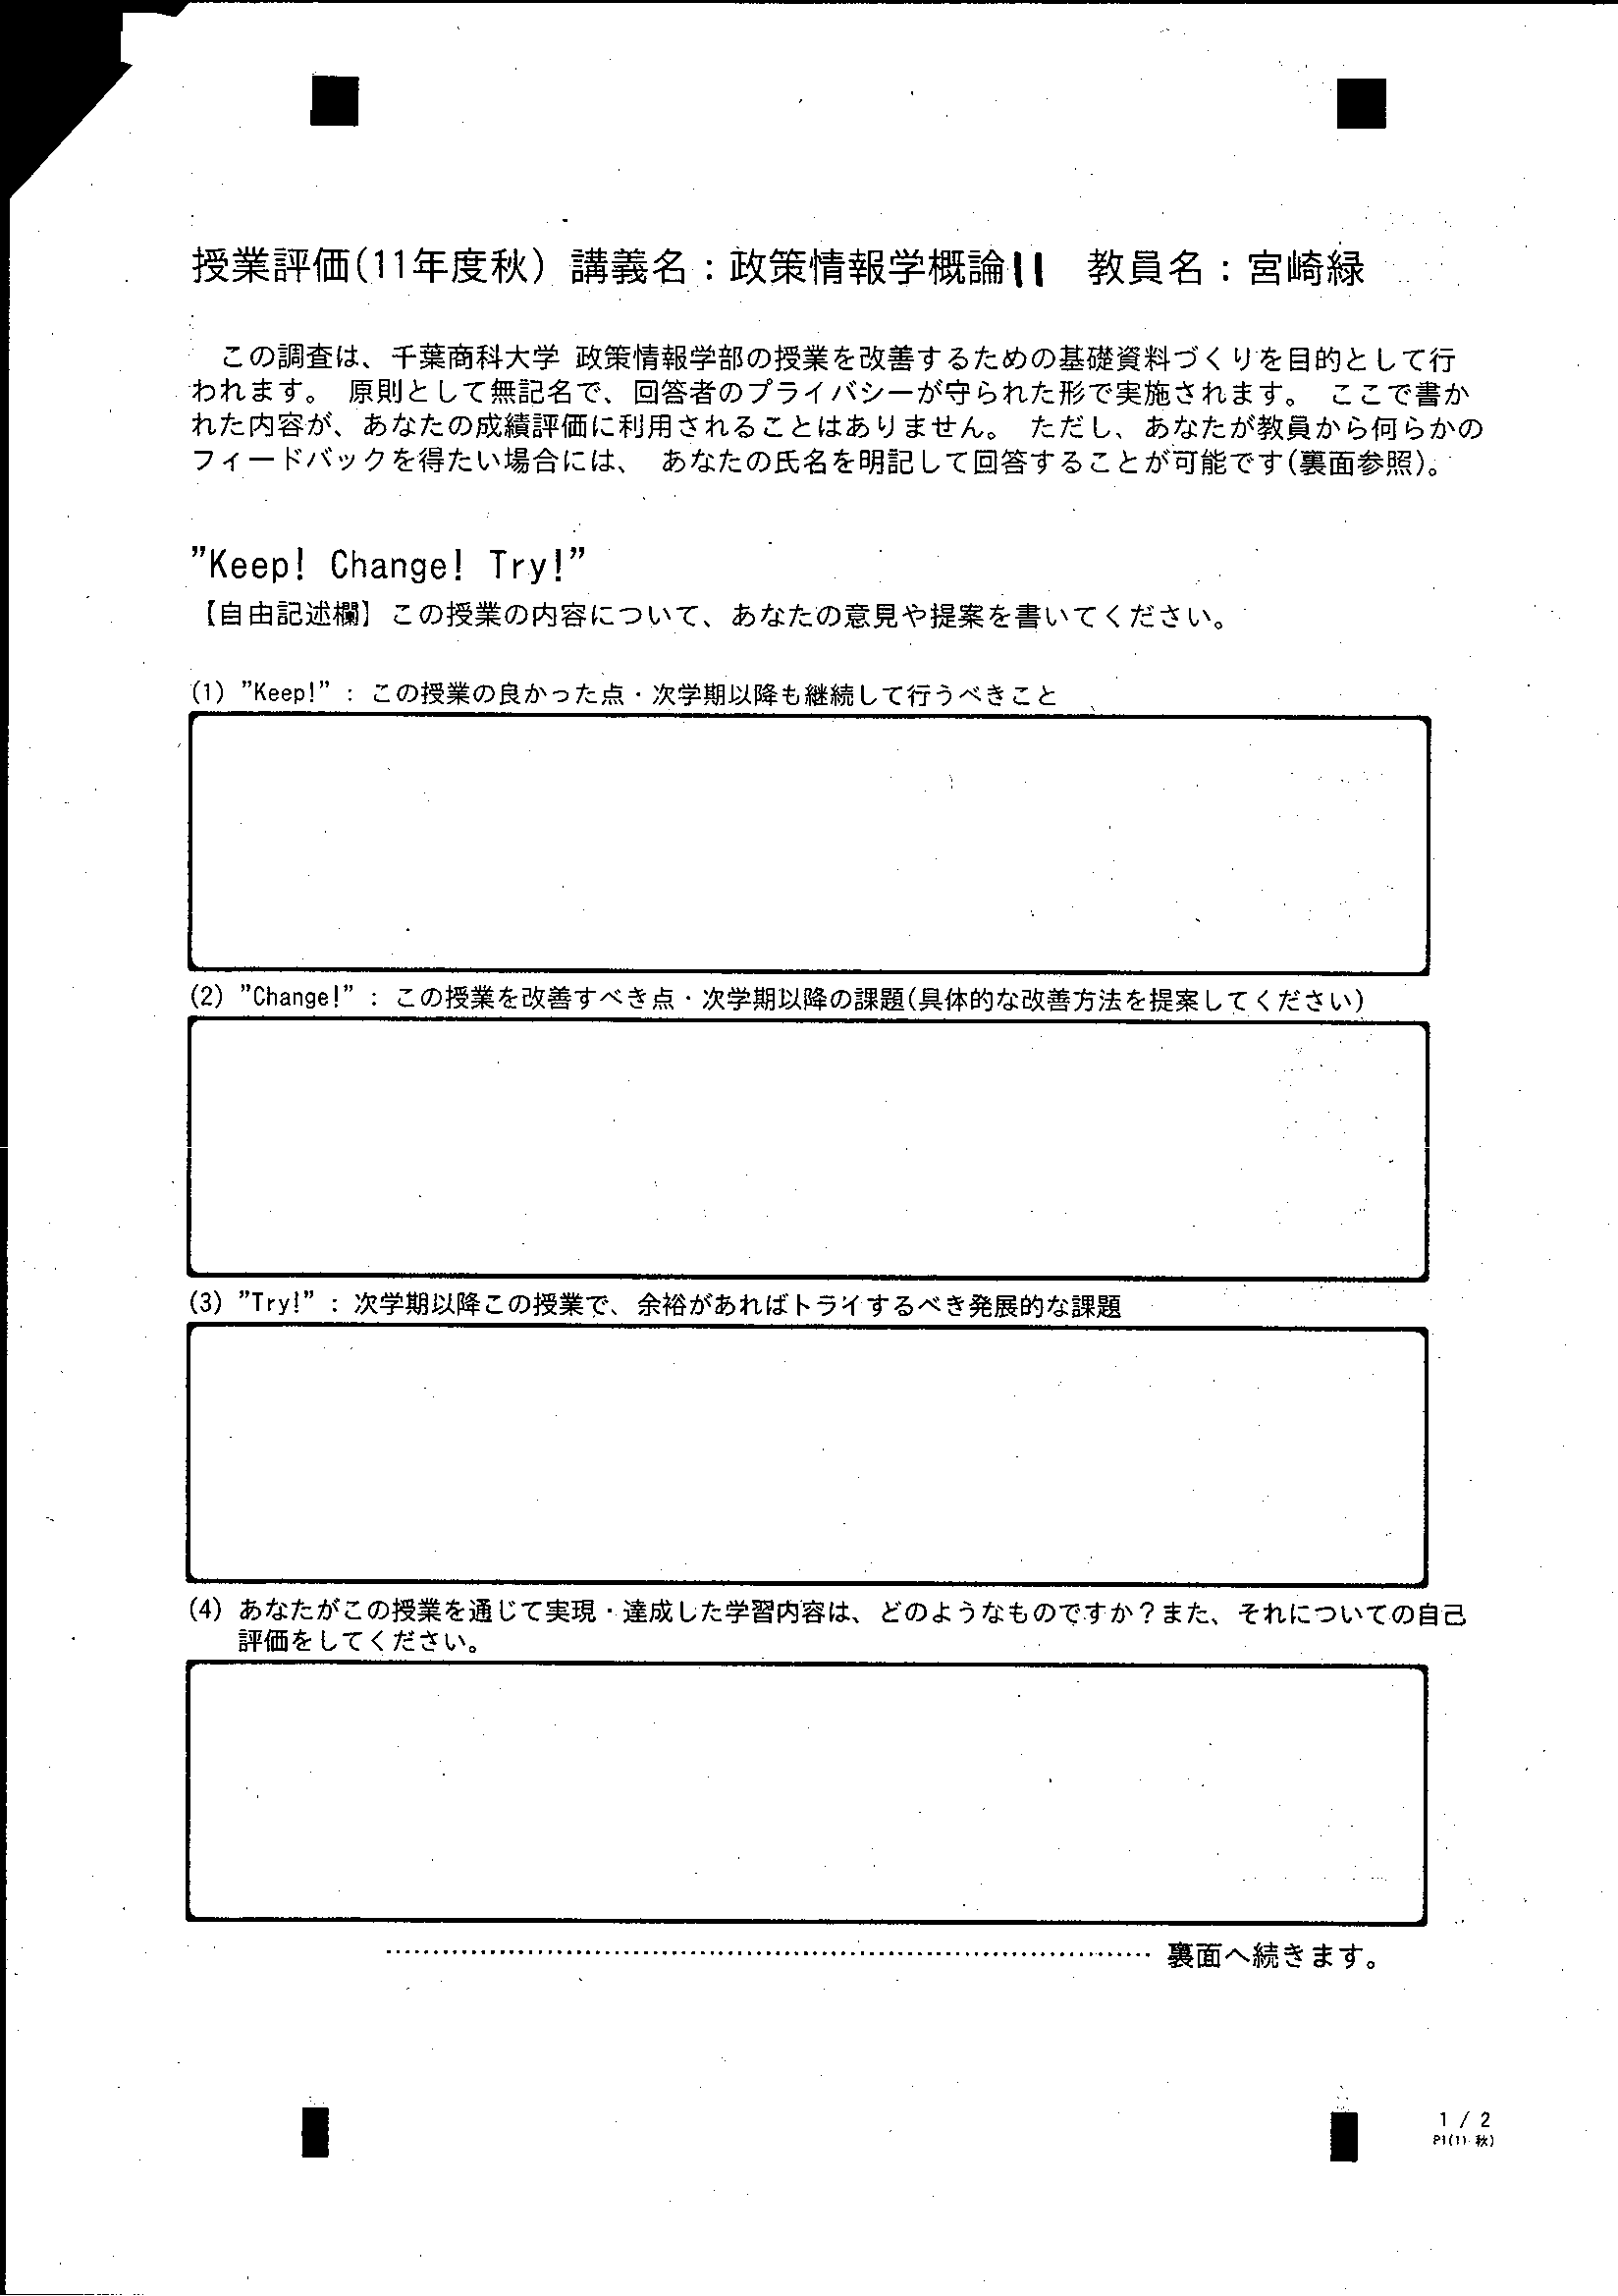 授業評価(11年度秋) 講義名：政策情報学概論II 教員名：宮崎緑
この調査は、千葉商科大学 政策情報学部の授業を改善するための基礎資料づくりを目的として行
われます。 原則として無記名で、回答者のプライバシーが守られた形で実施されます。 ここで書か
れた内容が、あなたの成績評価に利用されることはありません。 ただし、あなたが教員から何らかの
フィードバックを得たい場合には、 あなたの氏名を明記して回答することが可能です(裏面参照)。
”Keep! Change! Try!”
【自由記述欄】この授業の内容について、あなたの意見や提案を書いてください。
(1) ”Keep!”：この授業の良かった点・次学期以降も継続して行うべきこと
(2) ”Change!”：この授業を改善すべき点・次学期以降の課題(具体的な改善方法を提案してください)
(3) ”Try!”：次学期以降この授業で、余裕があればトライするべき発展的な課題
(4) あなたがこの授業を通じて実現・達成した学習内容は、どのようなものですか？また、それについての自己
評価をしてください。
………………………………………………………………………… 裏面へ続きます。
1 / 2
PI(11 秋)